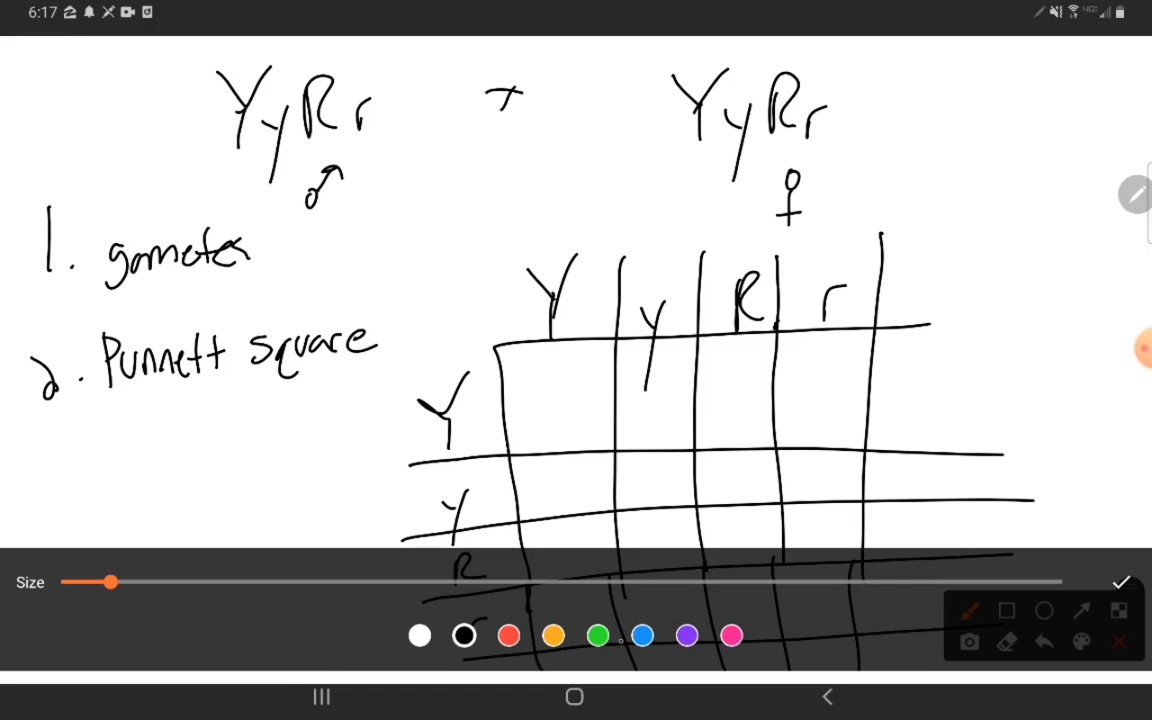 6:17
YyRr + YyRr
♂ ♀
1. gametes
2. Punnett square
Y y R r
Y
y
R
r
Size